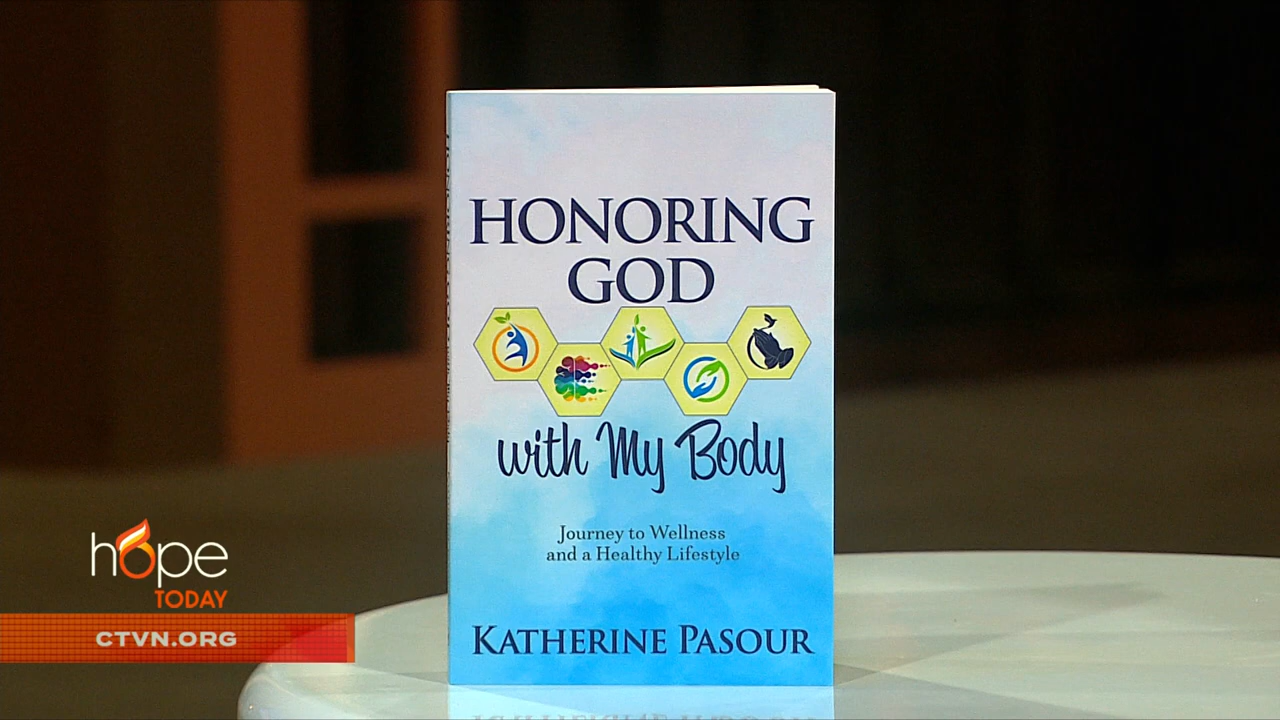 HONORING
GOD
with My Body
Journey to Wellness
and a Healthy Lifestyle
KATHERINE PASOUR
hope
TODAY
CTVN.ORG